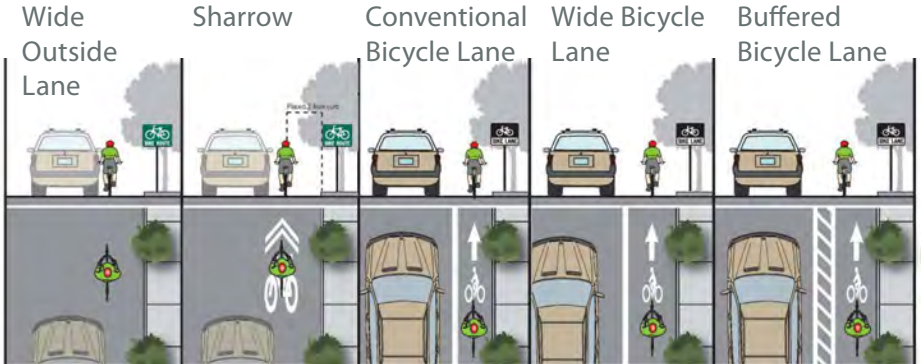 Wide
Outside
Lane
Sharrow
Conventional
Bicycle Lane
Wide Bicycle
Lane
Buffered
Bicycle Lane
BIKE ROUTE
BIKE ROUTE
BIKE LANE
BIKE LANE
BIKE LANE